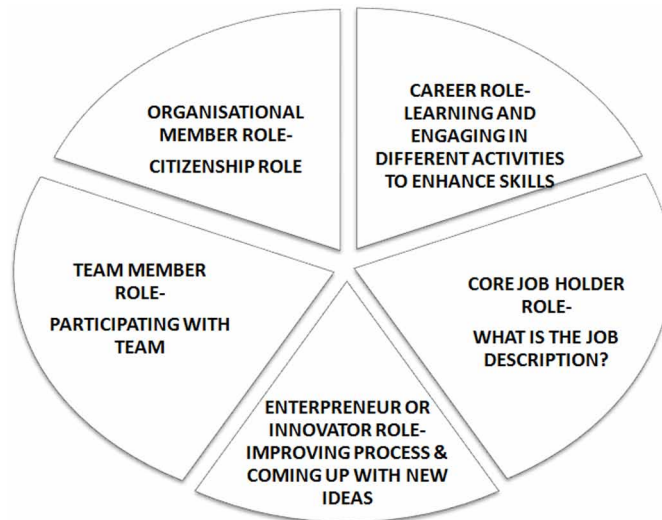 ORGANISATIONAL
MEMBER ROLE-
CITIZENSHIP ROLE
CAREER ROLE-
LEARNING AND
ENGAGING IN
DIFFERENT ACTIVITIES
TO ENHANCE SKILLS
TEAM MEMBER
ROLE-
PARTICIPATING WITH
TEAM
CORE JOB HOLDER
ROLE-
WHAT IS THE JOB
DESCRIPTION?
ENTERPRENEUR OR
INNOVATOR ROLE-
IMPROVING PROCESS &
COMING UP WITH NEW
IDEAS